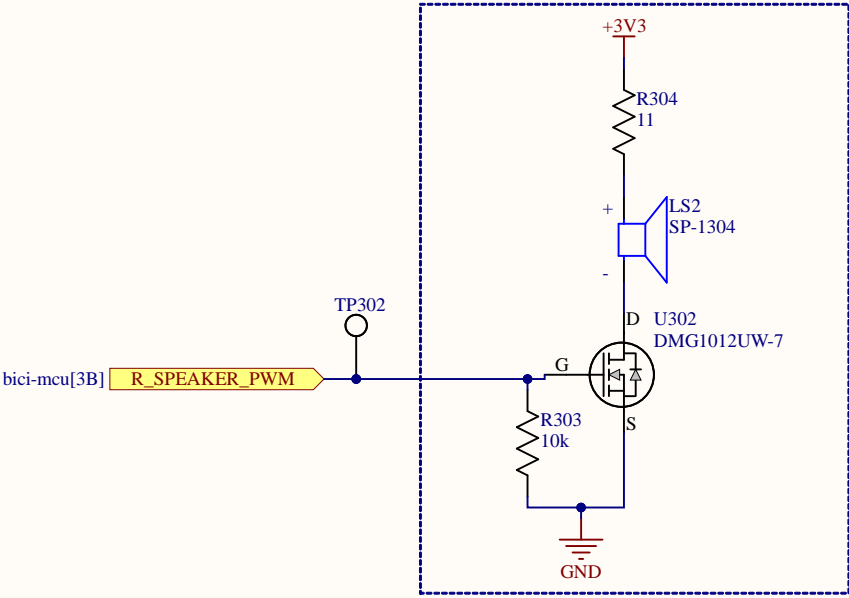 +3V3
R304
11
+
LS2
SP-1304
-
TP302
D
U302
DMG1012UW-7
bici-mcu[3B]
R_SPEAKER_PWM
G
R303
10k
S
GND